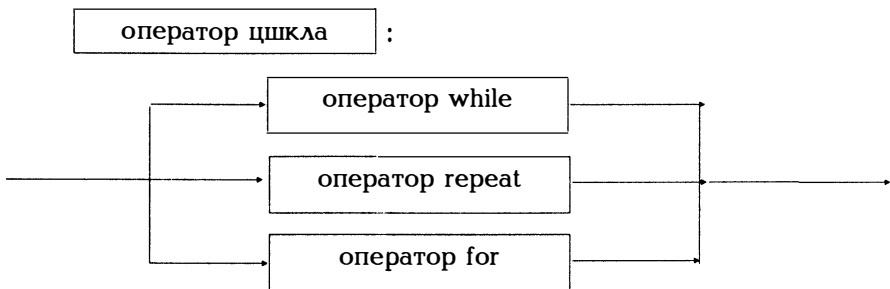 оператор цшкла :
оператор while
оператор repeat
оператор for